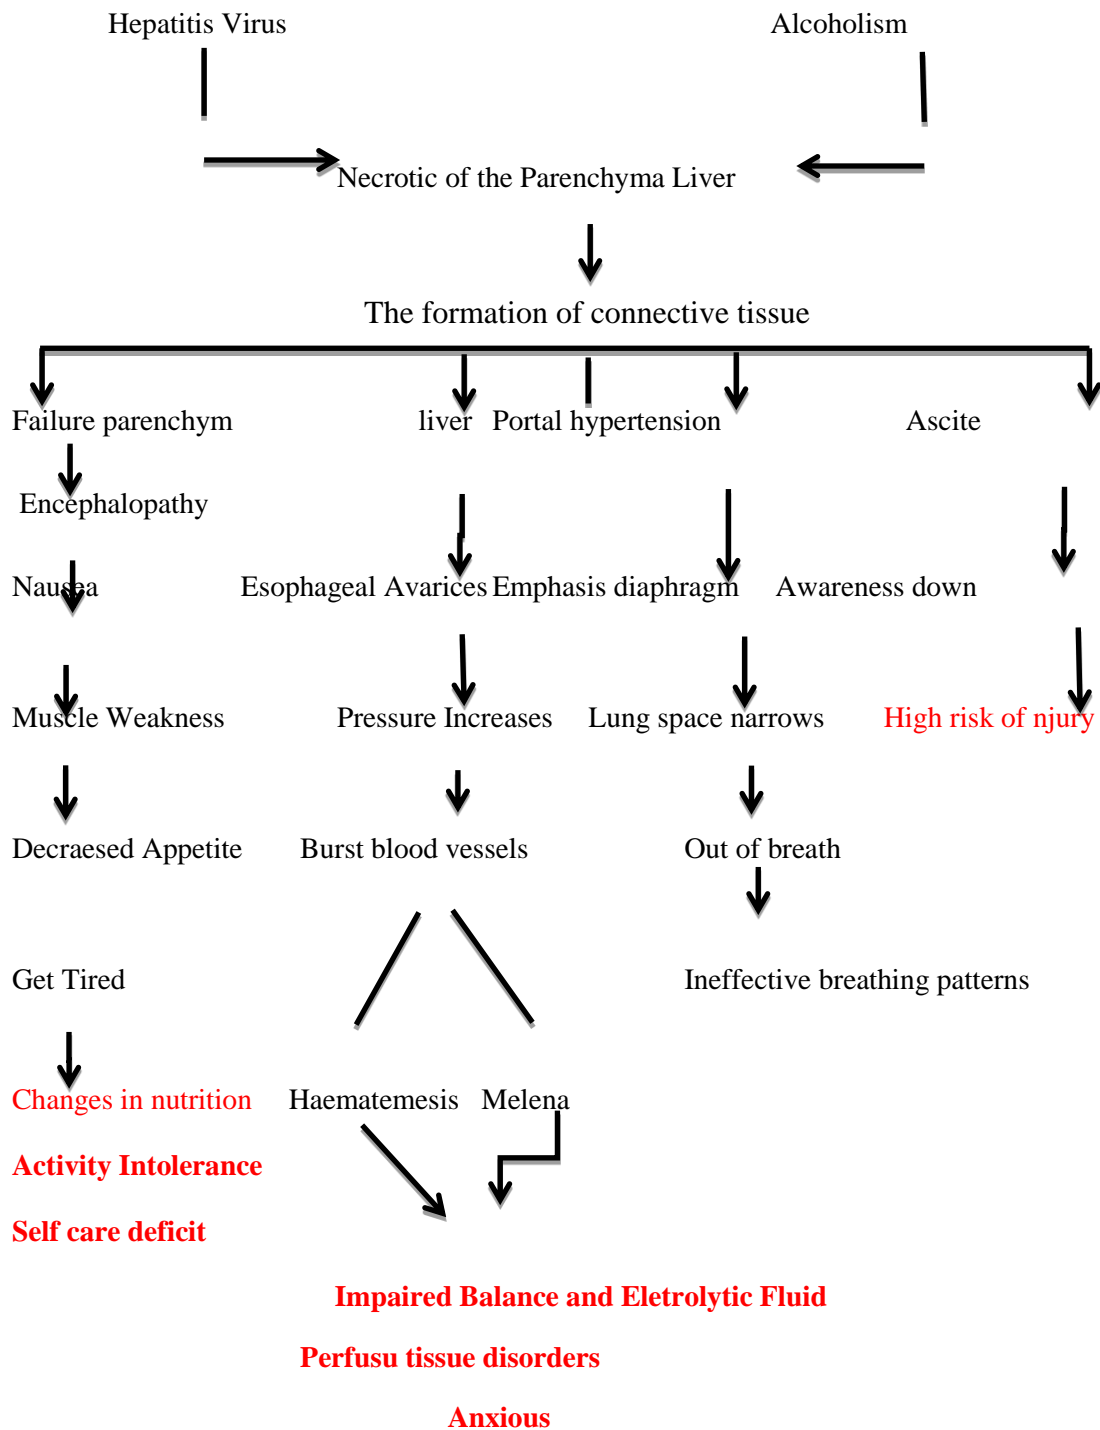 Hepatitis Virus Alcoholism
Necrotic of the Parenchyma Liver
The formation of connective tissue
Failure parenchym liver Portal hypertension Ascite
Encephalopathy
Nausea Esophageal Avarices Emphasis diaphragm Awareness down
Muscle Weakness Pressure Increases Lung space narrows High risk of njury
Decraesed Appetite Burst blood vessels Out of breath
Get Tired Ineffective breathing patterns
Changes in nutrition Haematemesis Melena
Activity Intolerance
Self care deficit
Impaired Balance and Eletrolytic Fluid
Perfusu tissue disorders
Anxious